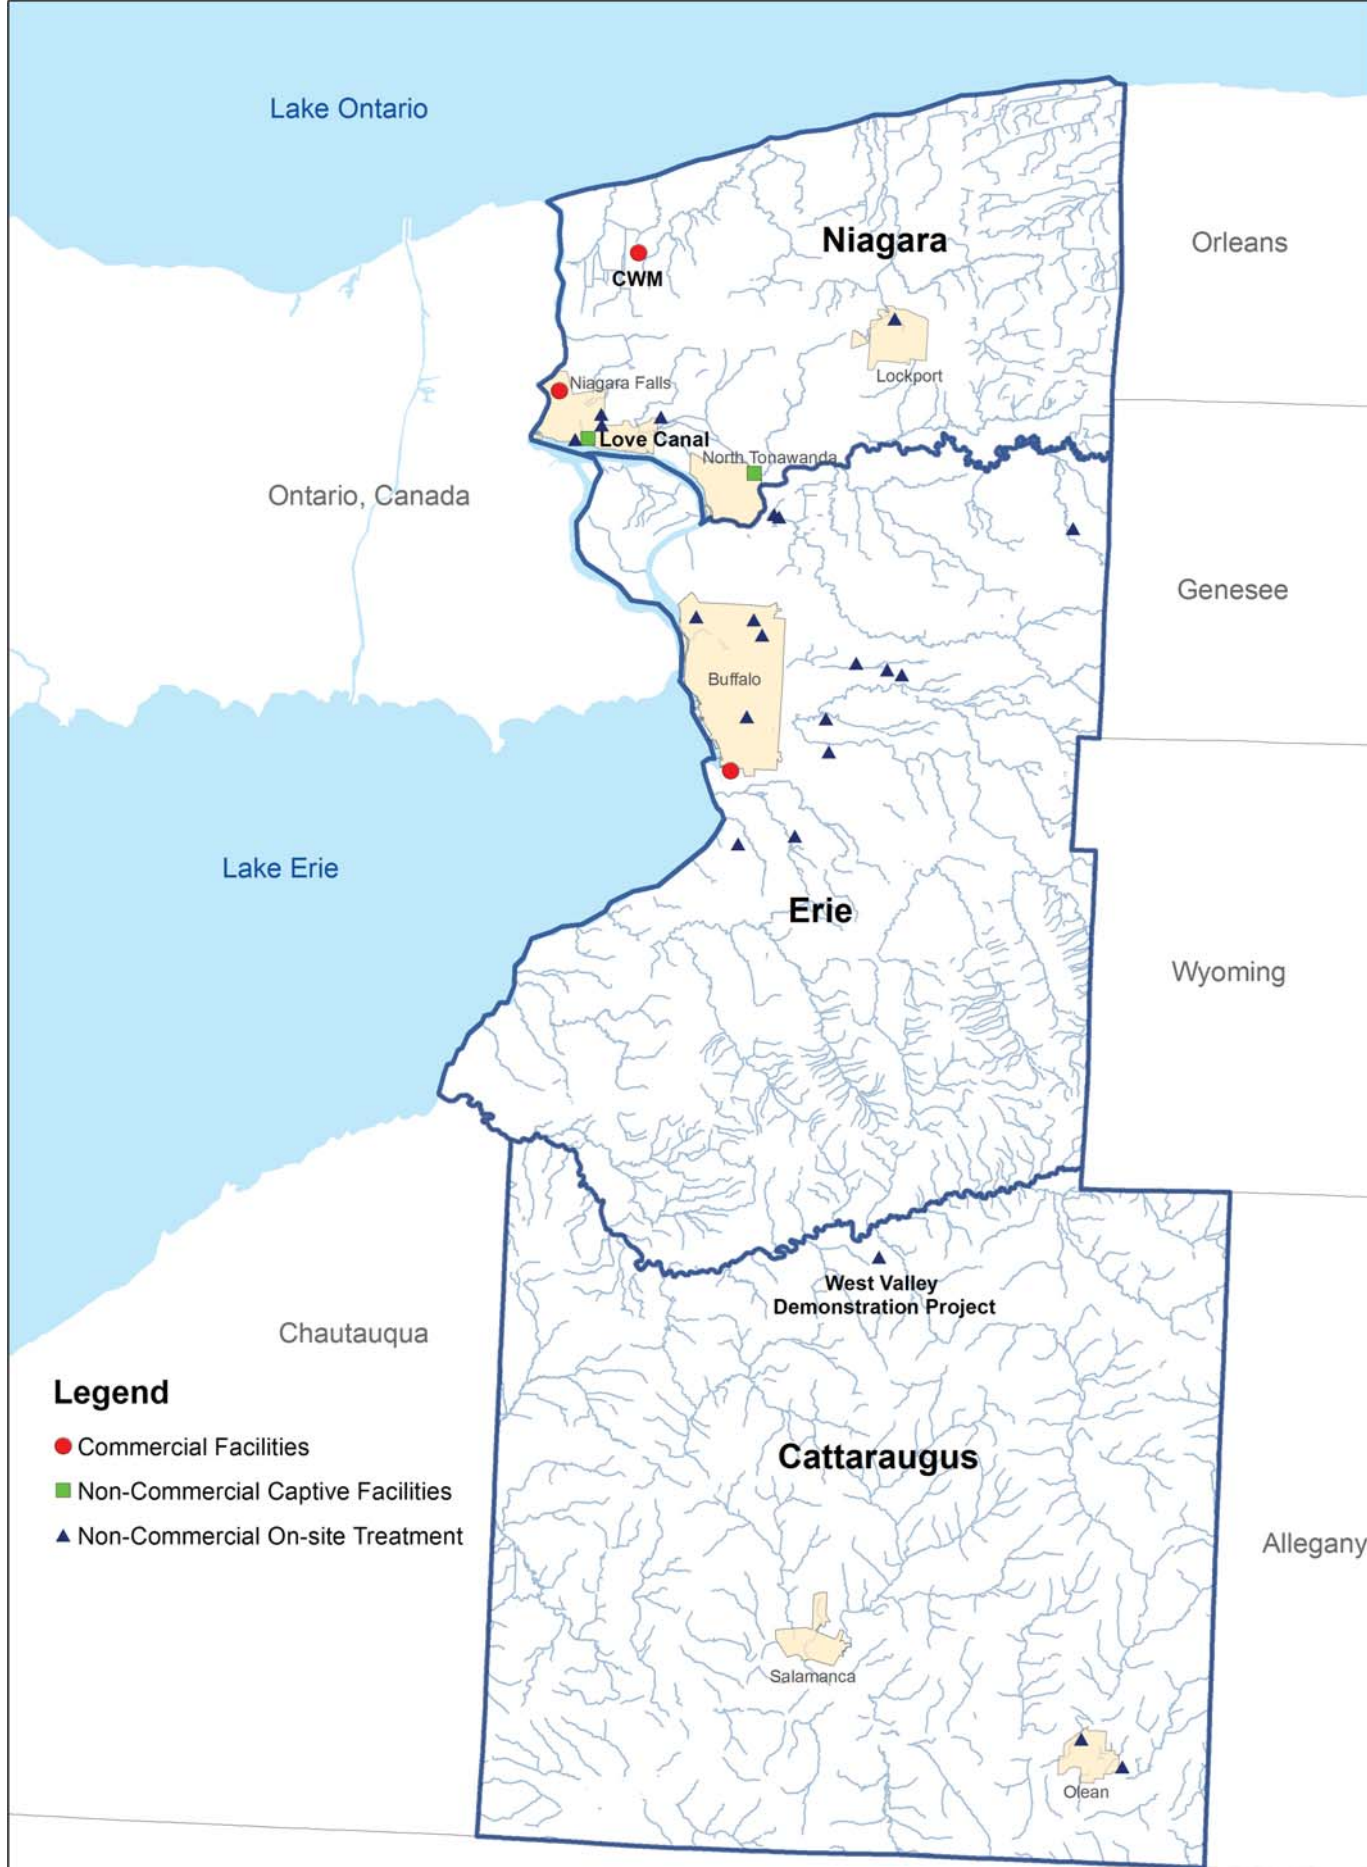 Lake Ontario
Niagara
Orleans
CWM
Lockport
Niagara Falls
Love Canal
North Tonawanda
Ontario, Canada
Genesee
Buffalo
Lake Erie
Erie
Wyoming
West Valley
Demonstration Project
Chautauqua
Legend
Commercial Facilities
Non-Commercial Captive Facilities
Non-Commercial On-site Treatment
Cattaraugus
Allegany
Salamanca
Olean